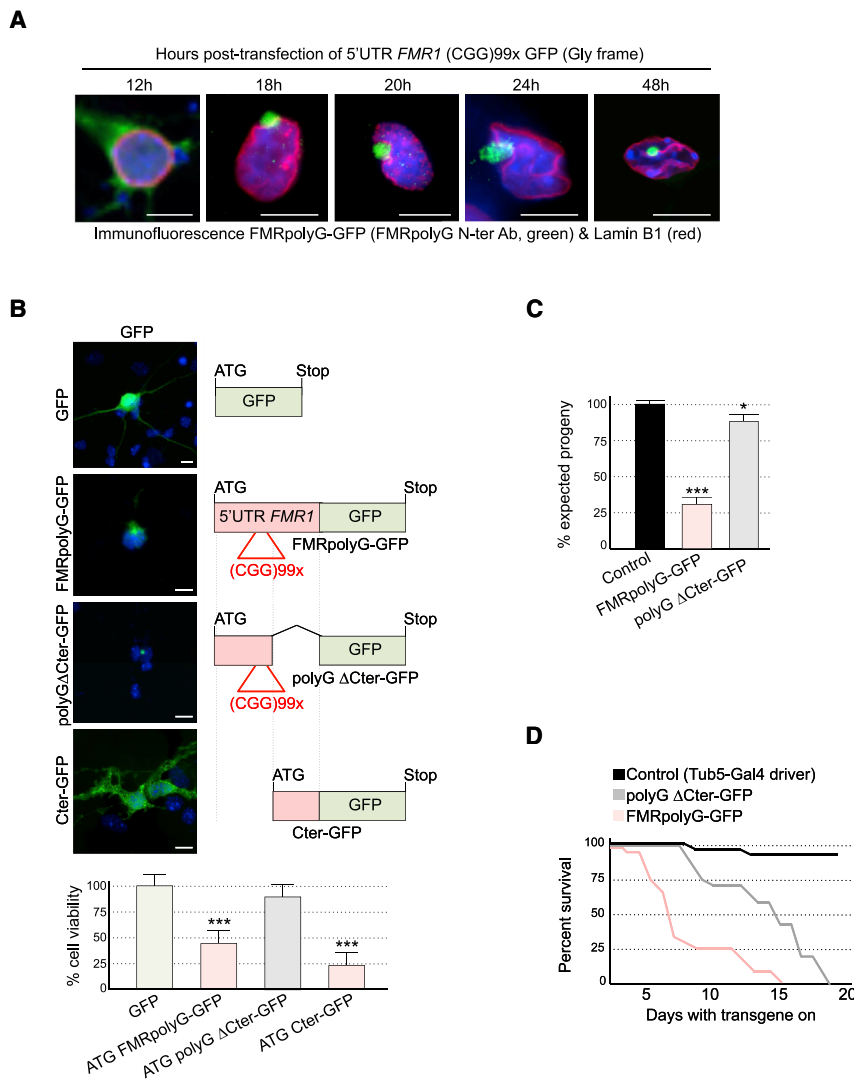 A
Hours post-transfection of 5'UTR FMR1 (CGG)99x GFP (Gly frame)
12h 18h 20h 24h 48h
Immunofluorescence FMRpolyG-GFP (FMRpolyG N-ter Ab, green) & Lamin B1 (red)
B
GFP
GFP
ATG Stop
GFP
FMRpolyG-GFP
ATG Stop
5'UTR FMR1 GFP
FMRpolyG-GFP
(CGG)99x
polyGΔCter-GFP
ATG Stop
GFP
polyG ΔCter-GFP
(CGG)99x
Cter-GFP
ATG Stop
GFP
Cter-GFP
% cell viability
100
75
50
25
0
*** ***
GFP
ATG FMRpolyG-GFP
ATG polyG ΔCter-GFP
ATG Cter-GFP
C
% expected progeny
100
75
50
25
0
*** *
Control
FMRpolyG-GFP
polyG ΔCter-GFP
D
Control (Tub5-Gal4 driver)
polyG ΔCter-GFP
FMRpolyG-GFP
Percent survival
100
75
50
25
0
5 10 15 20
Days with transgene on